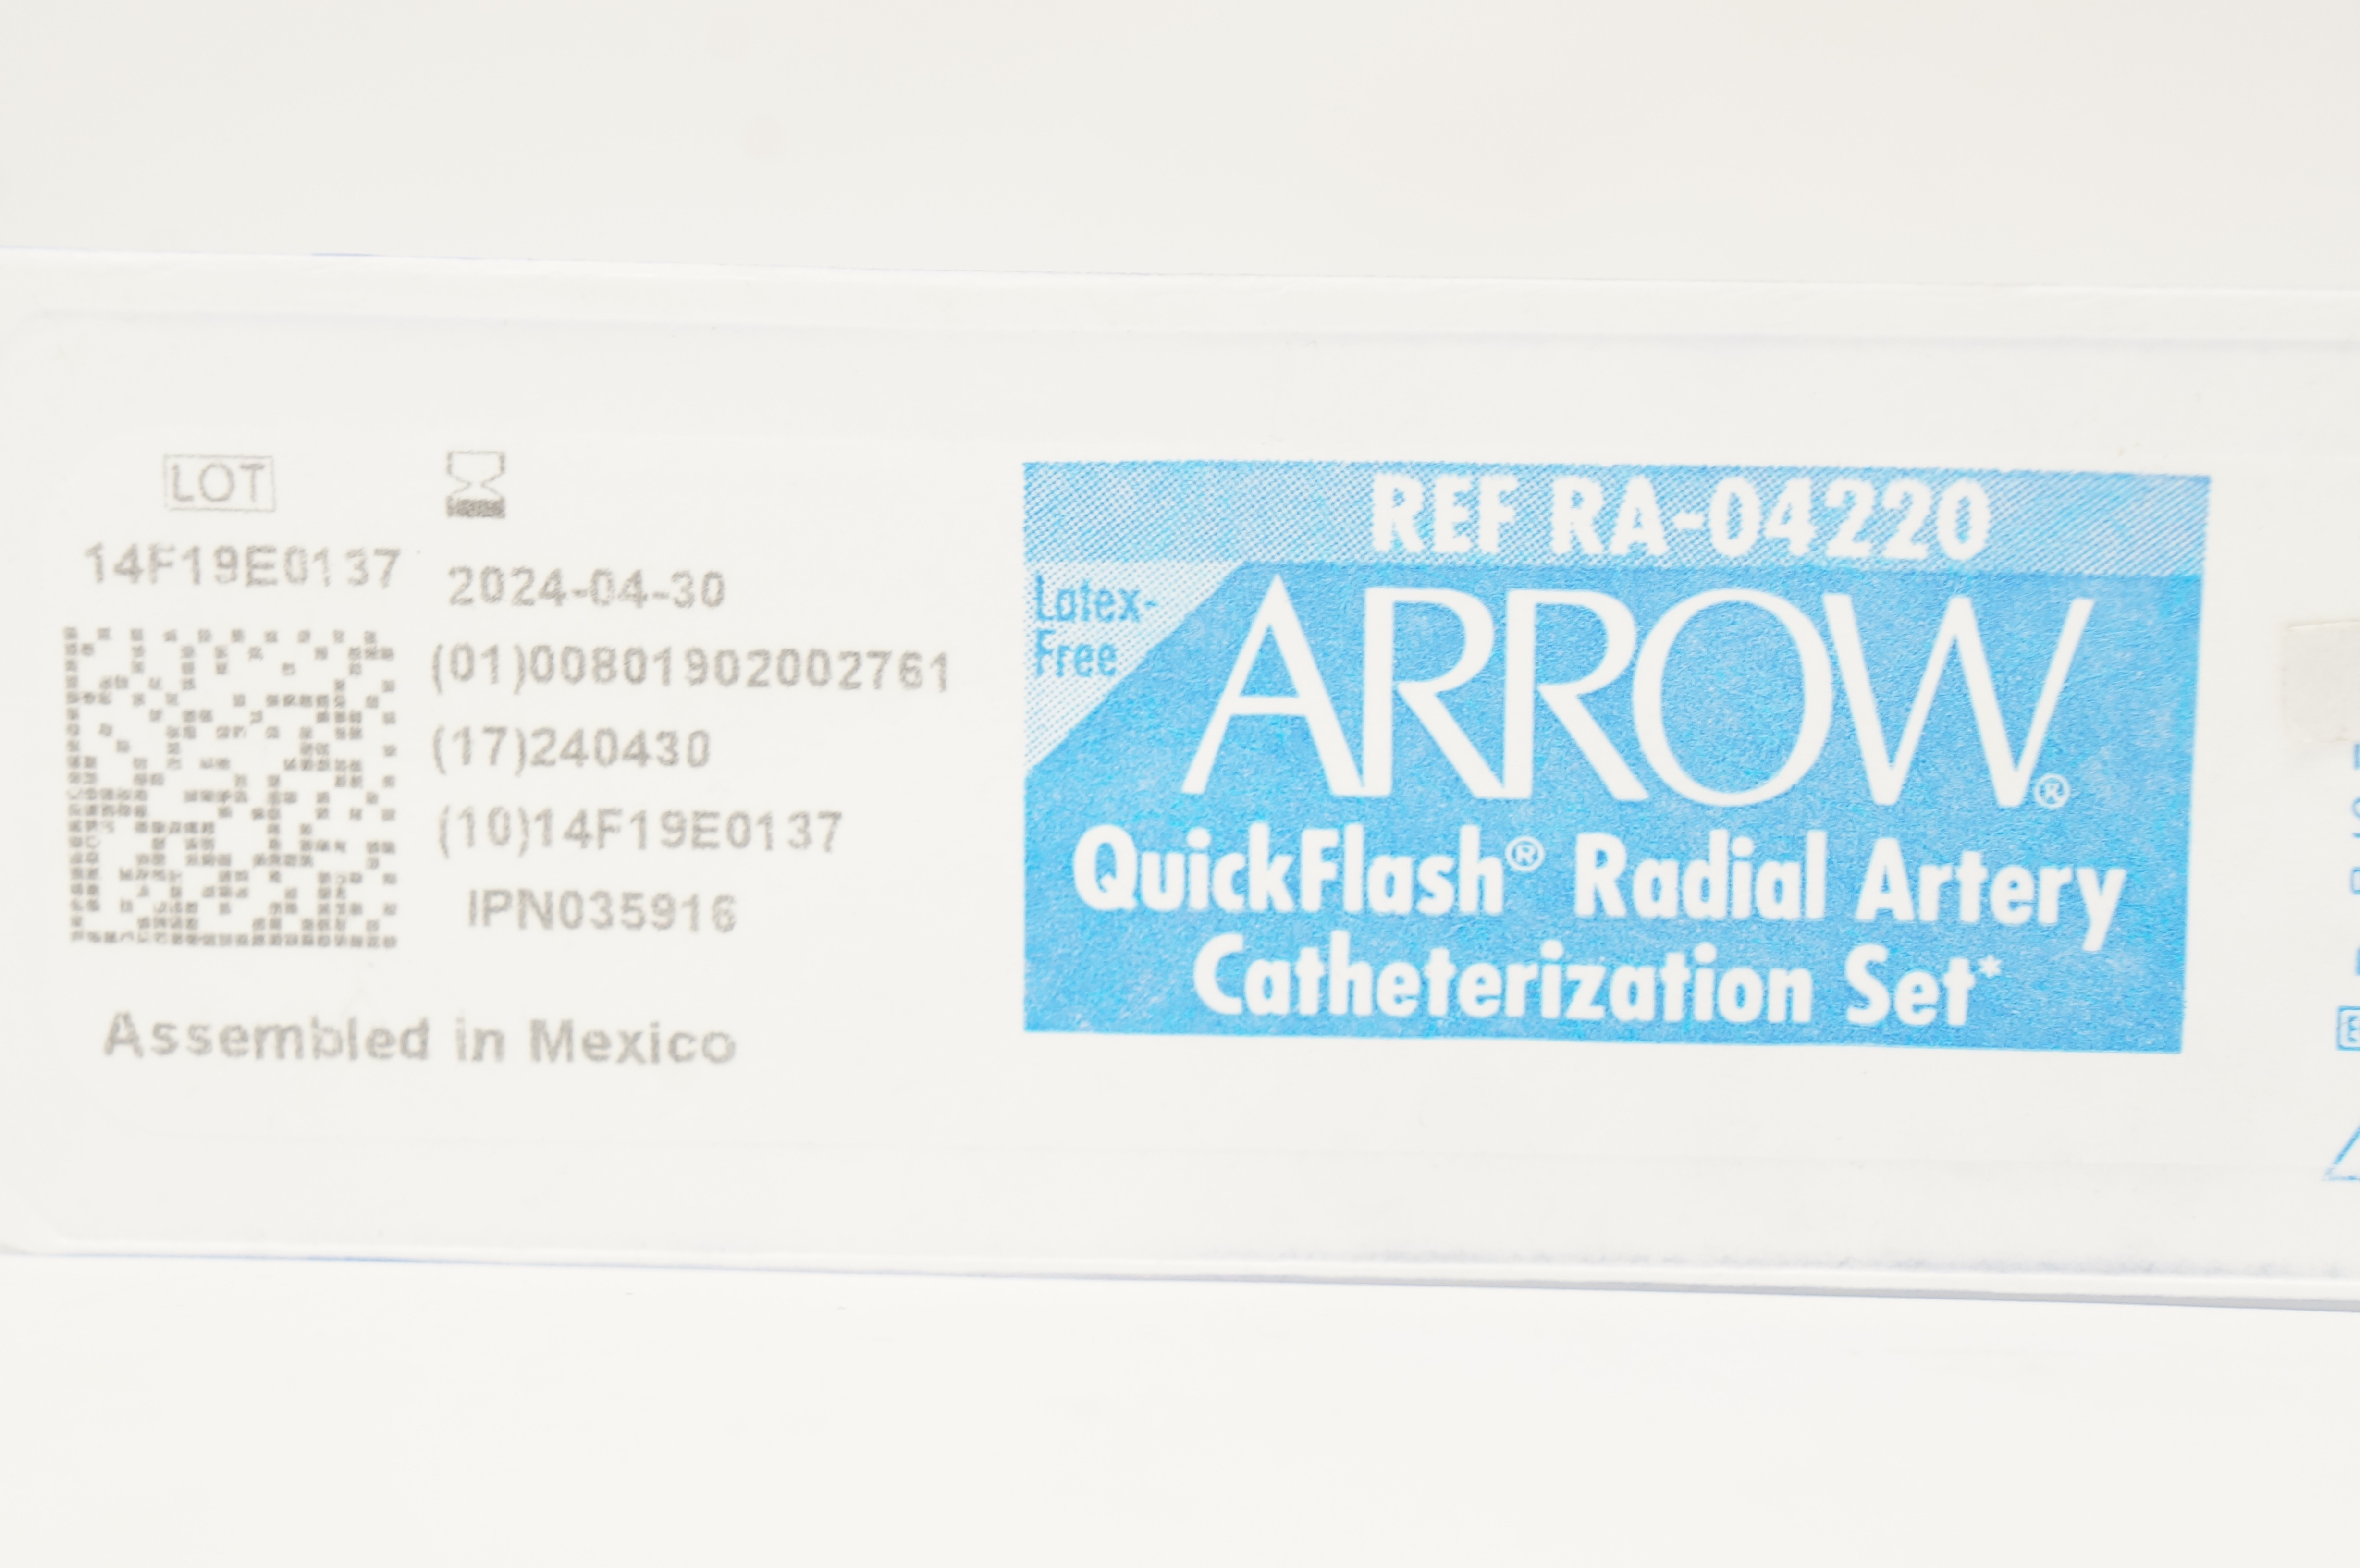 LOT
14F19E0137
2024-04-30
(01)00801902002761
(17)240430
(10)14F19E0137
IPN035916
Assembled in Mexico
REF RA-04220
Latex-
Free
ARROW®
QuickFlash® Radial Artery
Catheterization Set*